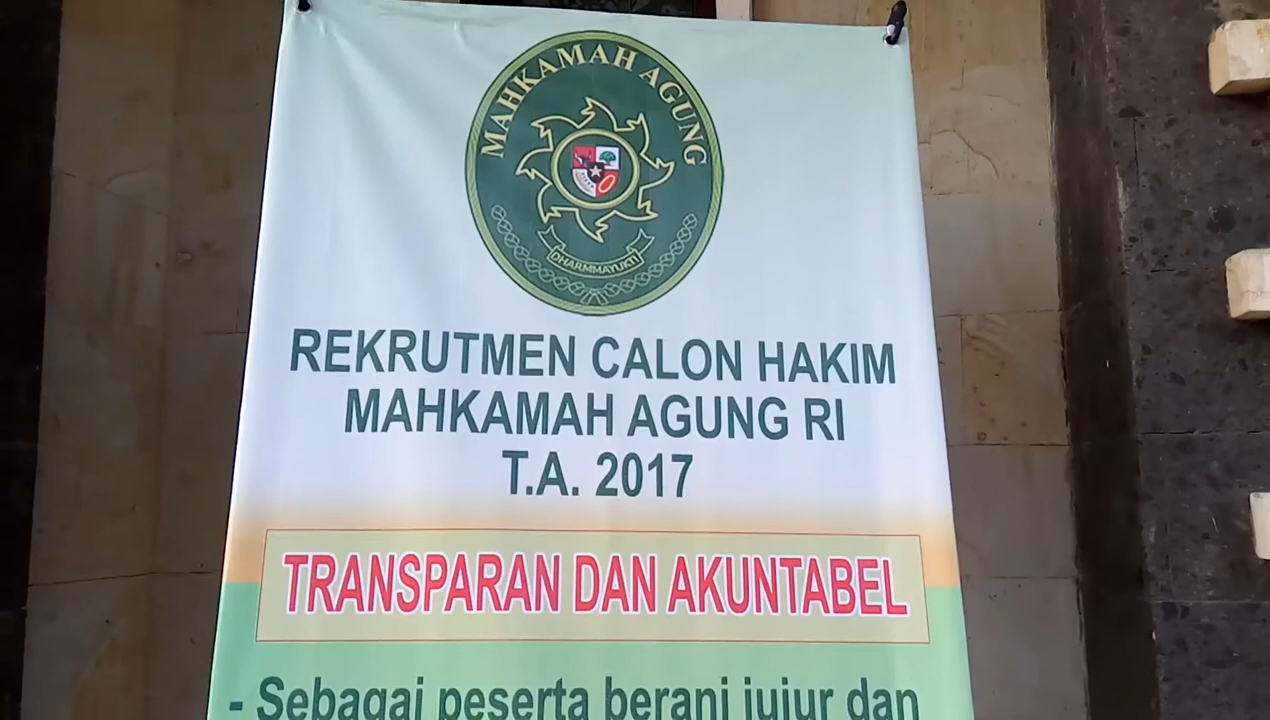 MAHKAMAH AGUNG
DHARMMAYUKTI
REKRUTMEN CALON HAKIM
MAHKAMAH AGUNG RI
T.A. 2017
TRANSPARAN DAN AKUNTABEL
- Sebagai peserta berani jujur dan